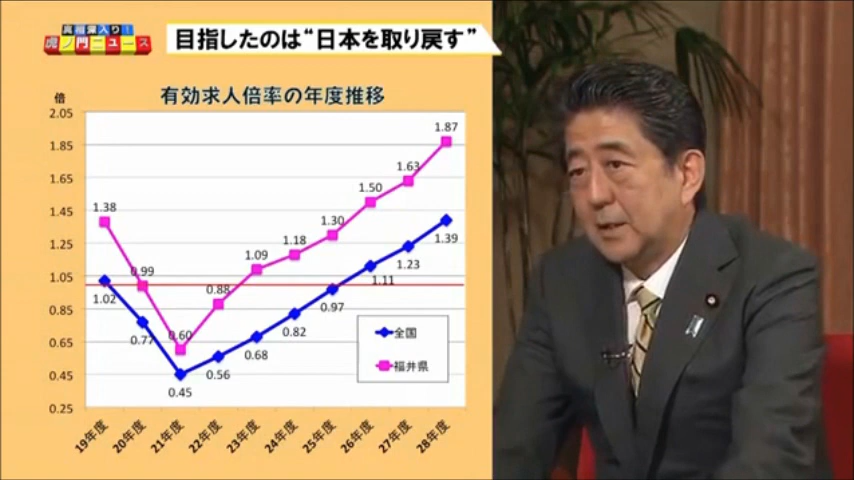 真相深入り!
虎ノ門ニュース
目指したのは“日本を取り戻す”
有効求人倍率の年度推移
倍
2.05
1.85
1.65
1.45
1.25
1.05
0.85
0.65
0.45
0.25
1.38
0.99
0.60
0.88
1.09
1.18
1.30
1.50
1.63
1.87
1.02
0.77
0.45
0.56
0.68
0.82
0.97
1.11
1.23
1.39
全国
福井県
19年度
20年度
21年度
22年度
23年度
24年度
25年度
26年度
27年度
28年度